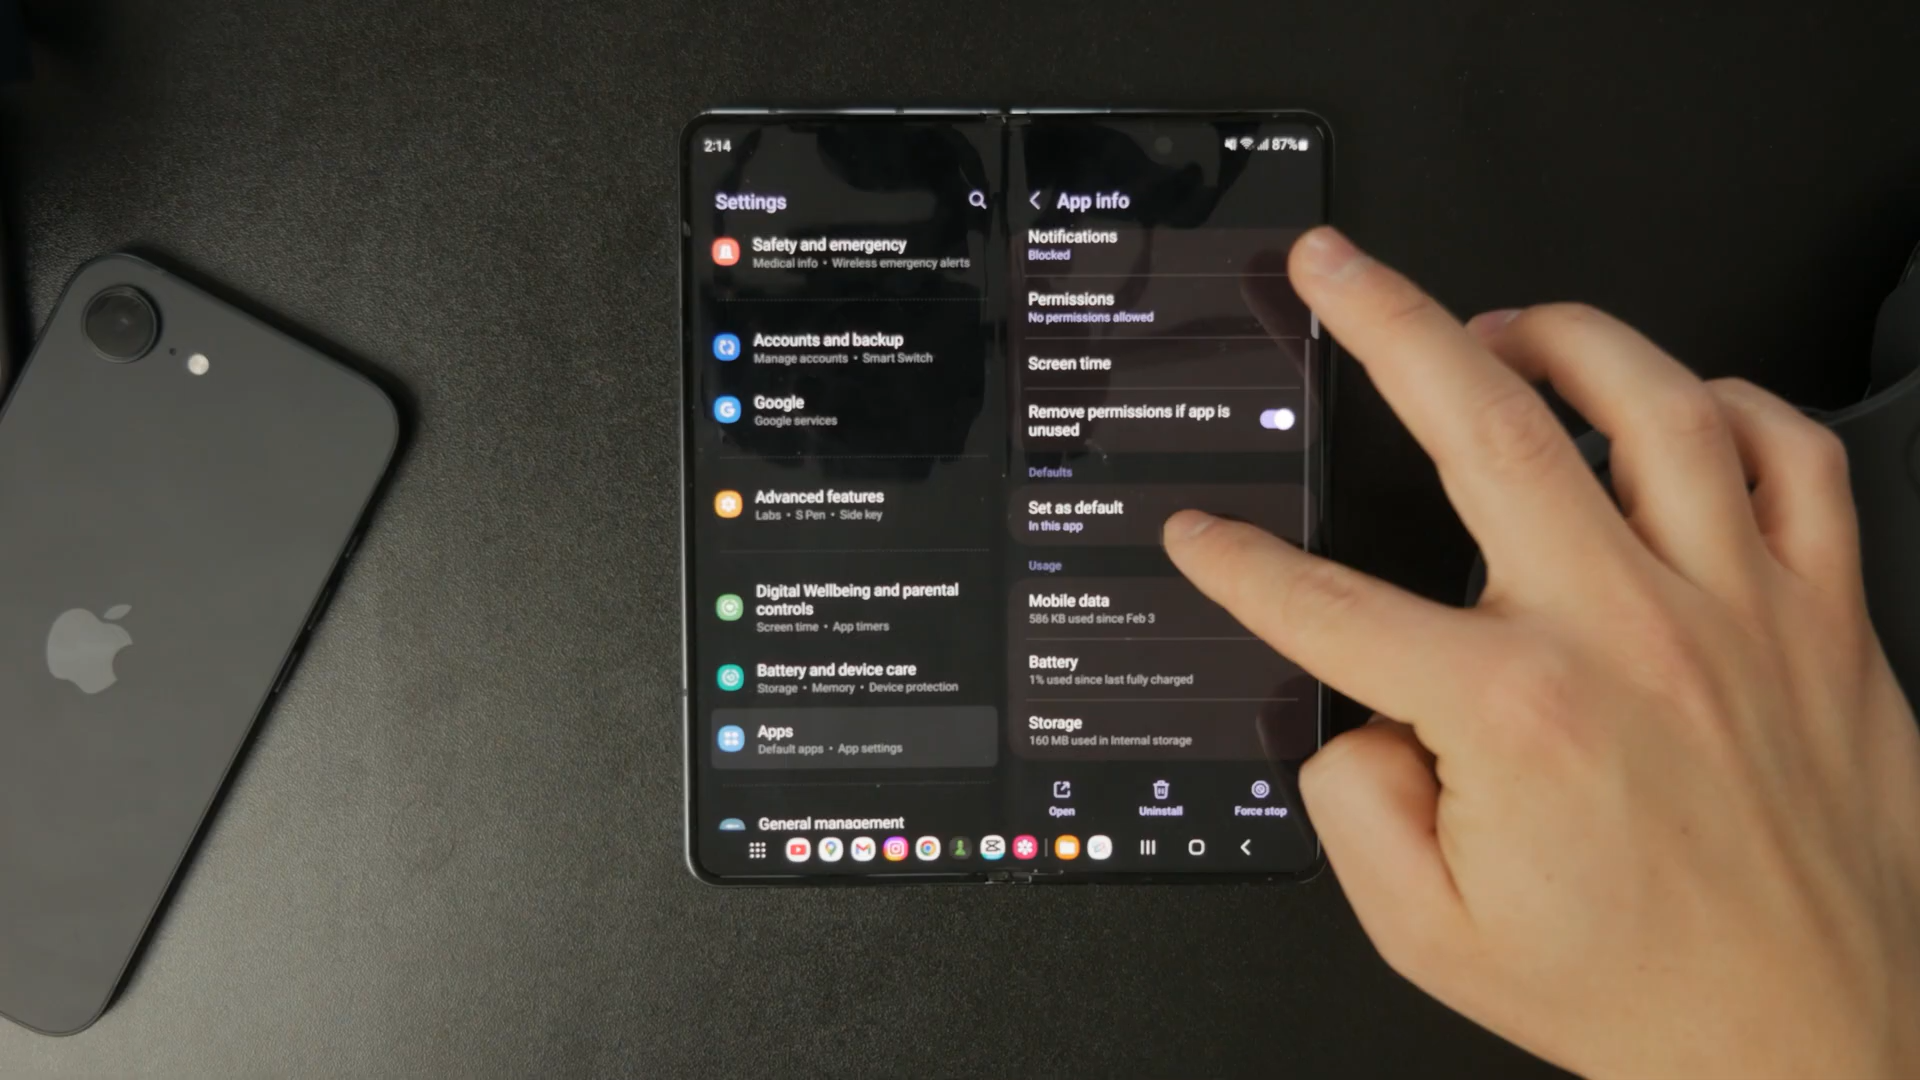 2:14
87%
Settings
Safety and emergency
Medical info • Wireless emergency alerts
Accounts and backup
Manage accounts • Smart Switch
Google
Google services
Advanced features
Labs • S Pen • Side key
Digital Wellbeing and parental
controls
Screen time • App timers
Battery and device care
Storage • Memory • Device protection
Apps
Default apps • App settings
General management
App info
Notifications
Blocked
Permissions
No permissions allowed
Screen time
Remove permissions if app is
unused
Defaults
Set as default
In this app
Usage
Mobile data
586 KB used since Feb 3
Battery
1% used since last fully charged
Storage
160 MB used in Internal storage
Open
Uninstall
Force stop